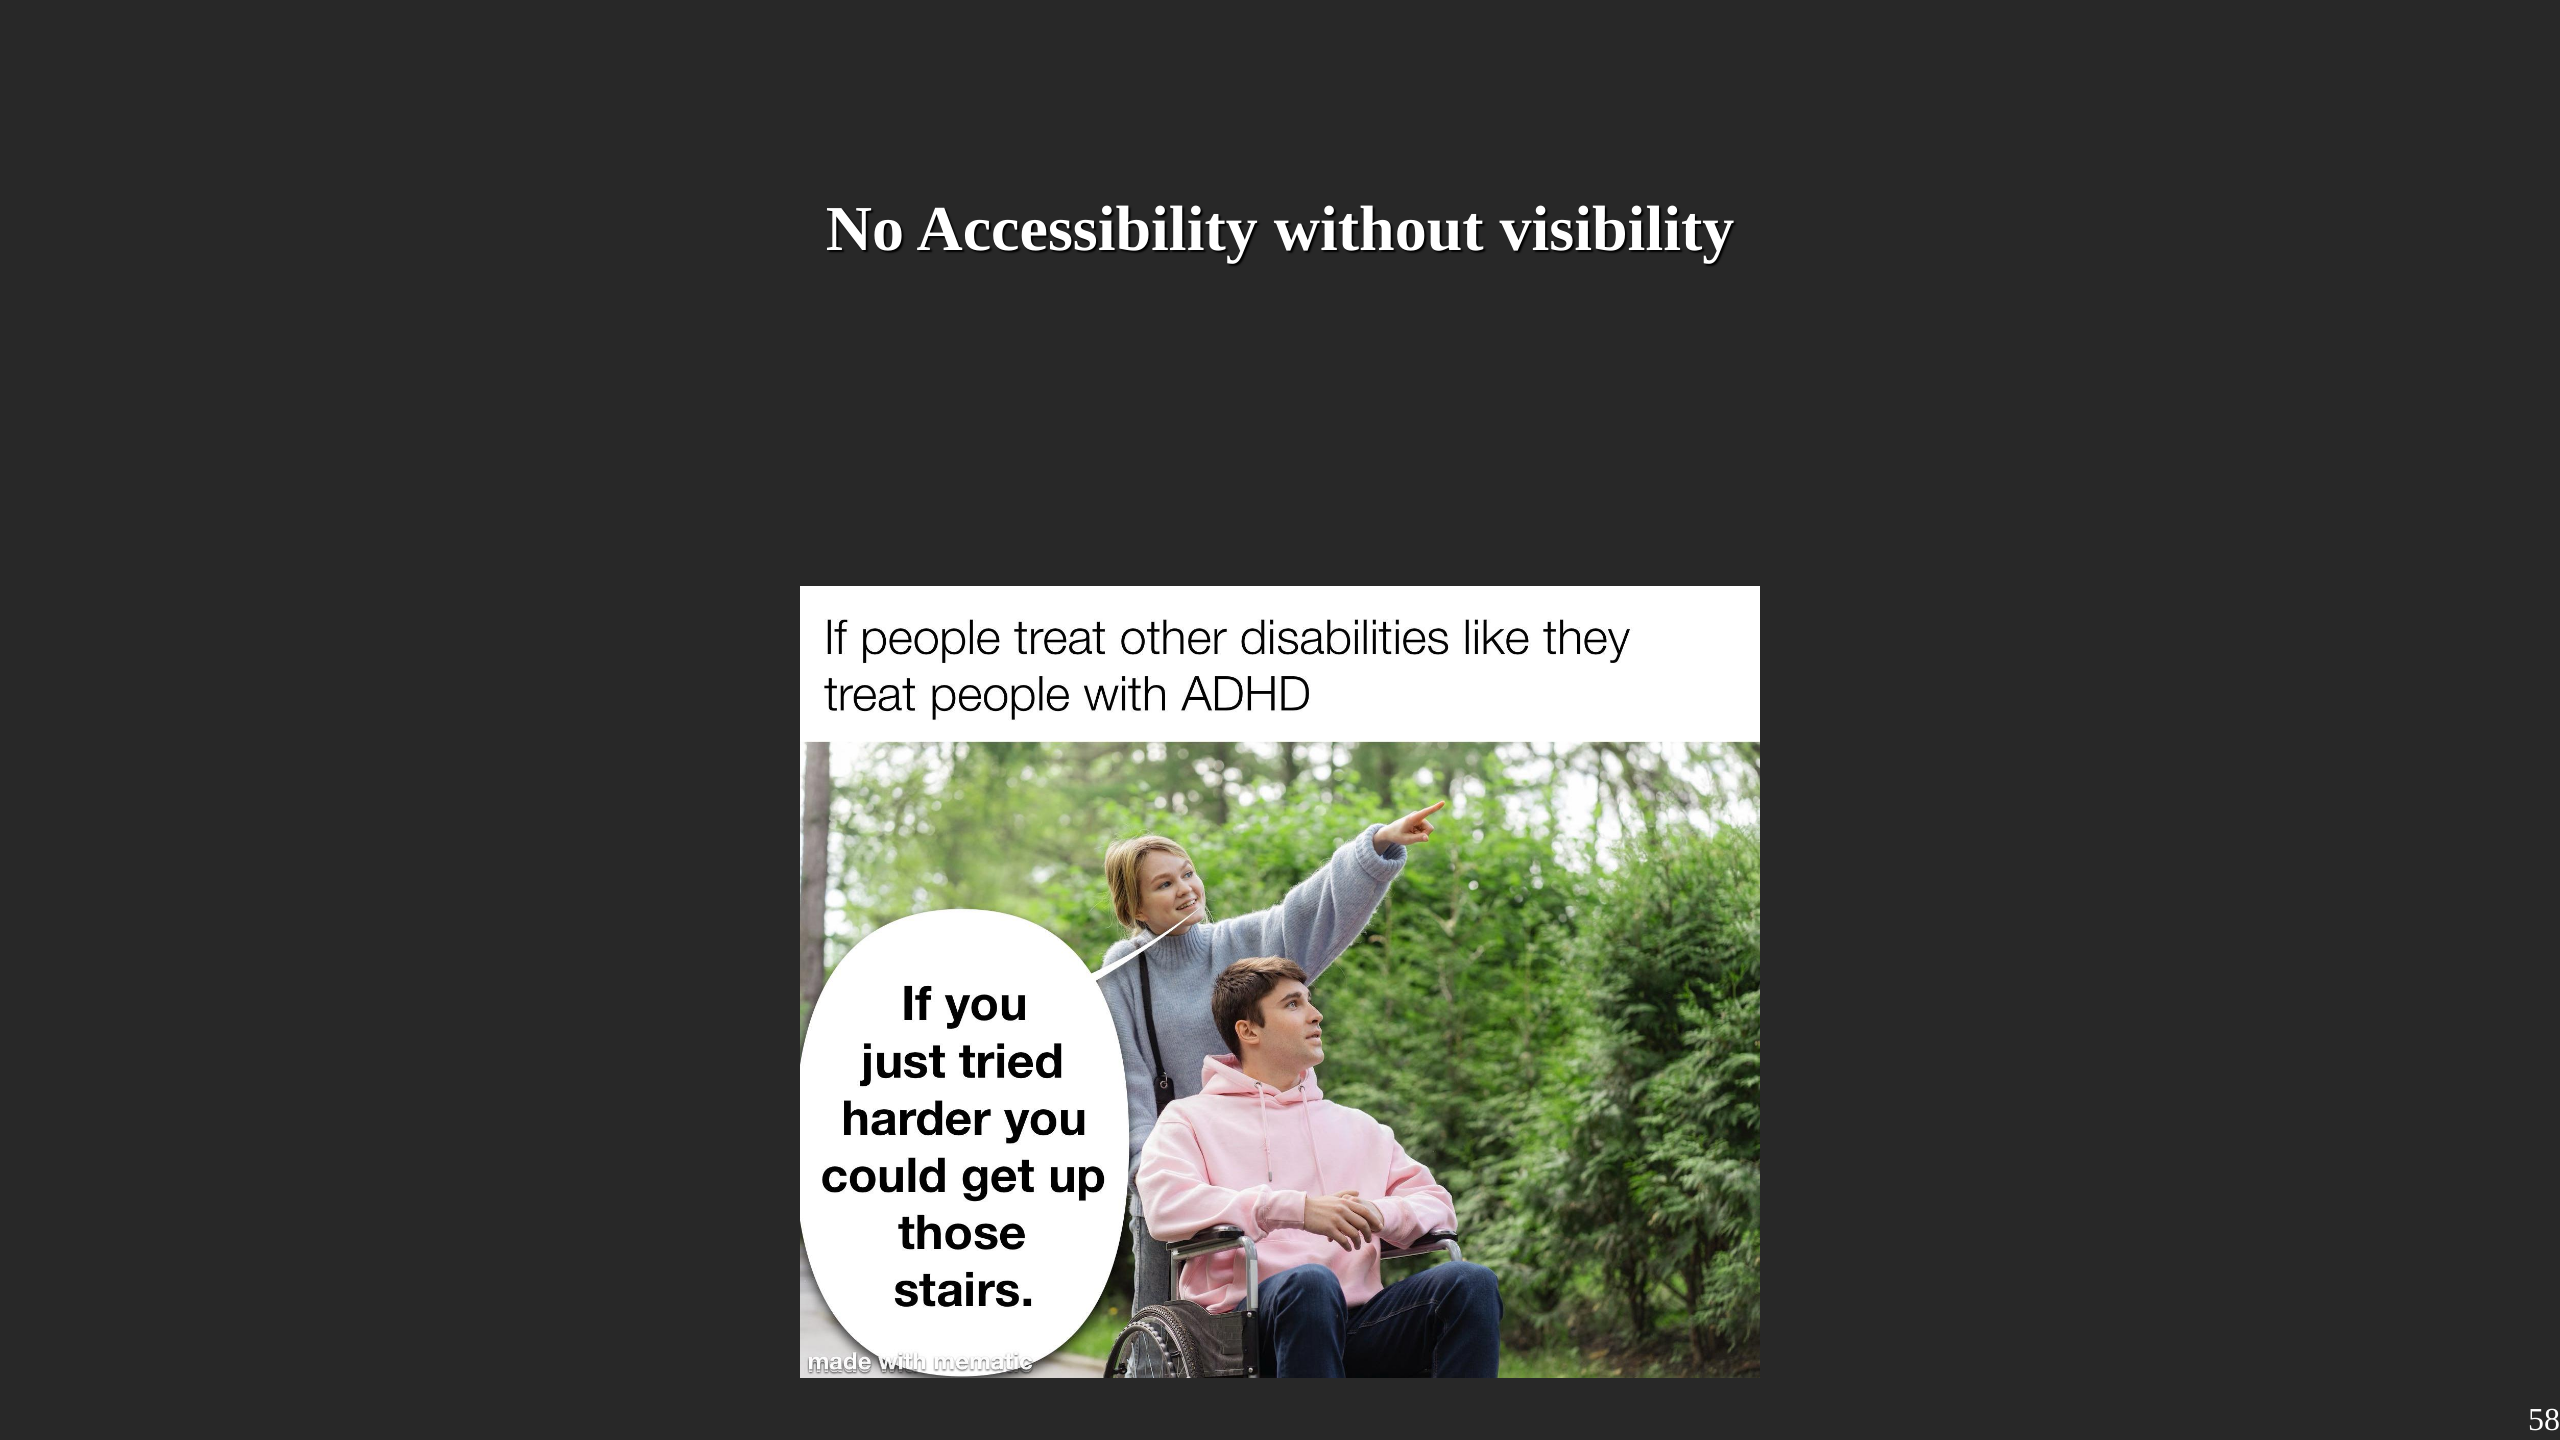 No Accessibility without visibility
If people treat other disabilities like they
treat people with ADHD
If you
just tried
harder you
could get up
those
stairs.
made with mematic
58